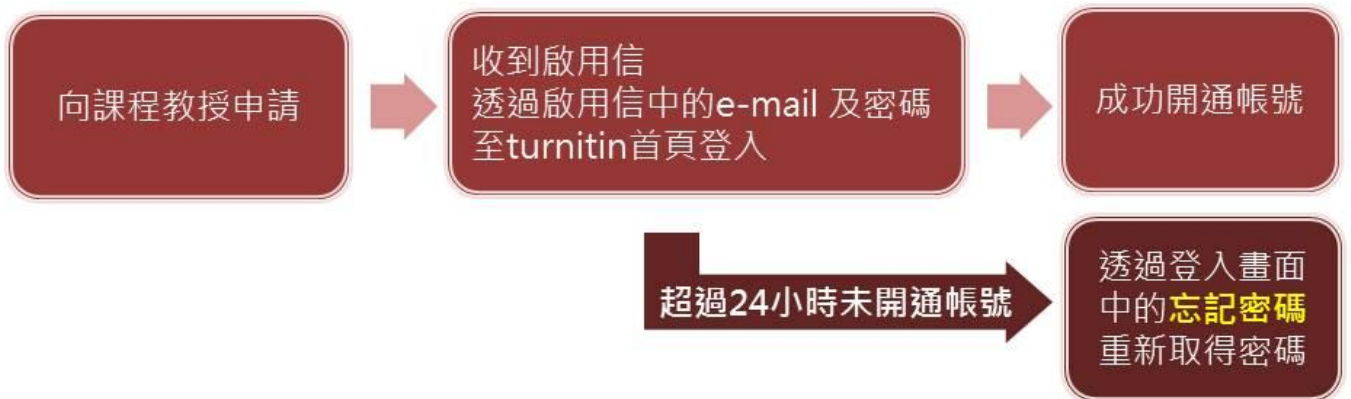 向課程教授申請
收到啟用信
透過啟用信中的e-mail 及密碼
至turnitin首頁登入
成功開通帳號
超過24小時未開通帳號
透過登入畫面
中的忘記密碼
重新取得密碼